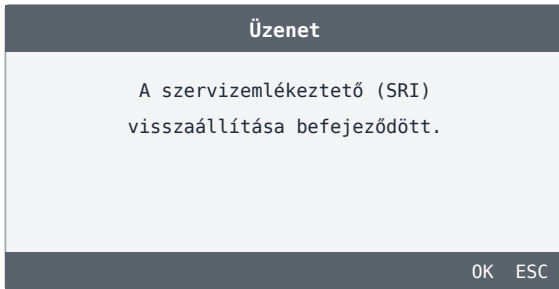 Üzenet
A szervizemlékeztető (SRI)
visszaállítása befejeződött.
OK ESC